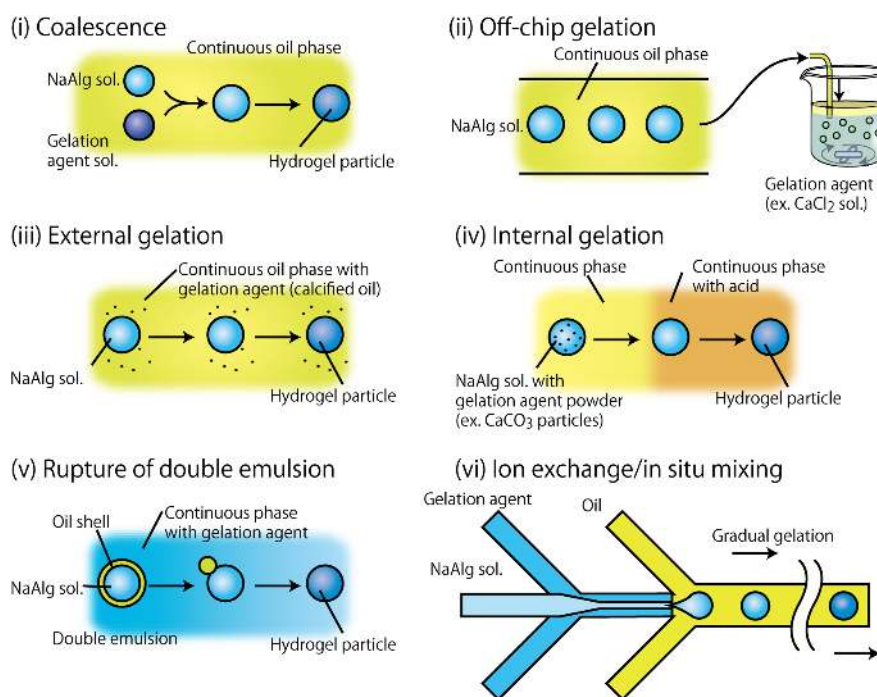 (i) Coalescence
Continuous oil phase
NaAlg sol.
Gelation
agent sol.
Hydrogel particle
(ii) Off-chip gelation
Continuous oil phase
NaAlg sol.
Gelation agent
(ex. CaCl₂ sol.)
(iii) External gelation
Continuous oil phase with
gelation agent (calcified oil)
NaAlg sol.
Hydrogel particle
(iv) Internal gelation
Continuous phase
Continuous phase
with acid
NaAlg sol. with
gelation agent powder
(ex. CaCO₃ particles)
Hydrogel particle
(v) Rupture of double emulsion
Oil shell
Continuous phase
with gelation agent
NaAlg sol.
Double emulsion
Hydrogel particle
(vi) Ion exchange/in situ mixing
Gelation agent
Oil
Gradual gelation
NaAlg sol.